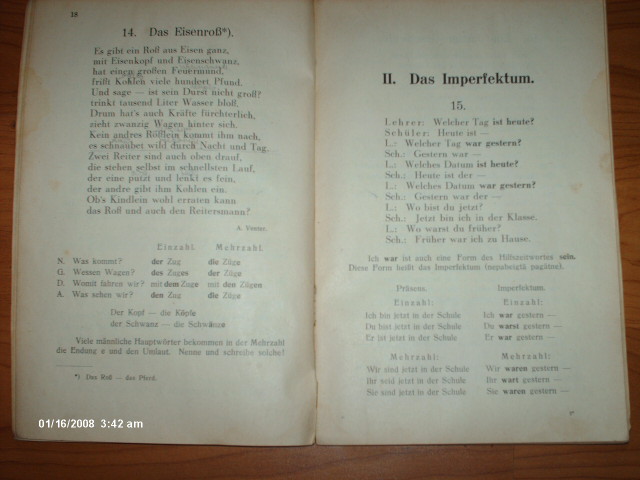 18
14. Das Eisenroß*).
Es gibt ein Roß aus Eisen ganz,
mit Eisenkopf und Eisenschwanz,
hat einen großen Feuermund,
frißt Kohlen viele hundert Pfund.
Und sage — ist sein Durst nicht groß?
trinkt tausend Liter Wasser bloß.
Drum hat's auch Kräfte fürchterlich,
zieht zwanzig Wagen hinter sich.
Kein andres Rößlein kommt ihm nach,
es schnaubet wild durch Nacht und Tag.
Zwei Reiter sind auch oben drauf,
die stehen selbst im schnellsten Lauf,
der eine putzt und lenkt es fein,
der andre gibt ihm Kohlen ein.
Ob's Kindlein wohl erraten kann
das Roß und auch den Reitersmann?
A.
Einzahl: Mehrzahl:
N. Was kommt? der Zug die Züge
G. Wessen Wagen? des Zuges der Züge
D. Womit fahren wir? mit dem Zuge mit den Zügen
A. Was sehen wir? den Zug die Züge
Der Kopf — die Köpfe
der Schwanz — die Schwänze
Viele männliche Hauptwörter bekommen in der Mehrzahl
die Endung e und den Umlaut. Nenne und schreibe solche!
*) Das Roß — das Pferd.
II. Das Imperfektum.
15.
Lehrer: Welcher Tag ist heute?
Schüler: Heute ist —
L.: Welcher Tag war gestern?
Sch.: Gestern war —
L.: Welches Datum ist heute?
Sch.: Heute ist der —
L.: Welches Datum war gestern?
Sch.: Gestern war der —
L.: Wo bist du jetzt?
Sch.: Jetzt bin ich in der Klasse.
L.: Wo warst du früher?
Sch.: Früher war ich zu Hause.
Ich war ist auch eine Form des Hilfszeitwortes sein.
Diese Form heißt das Imperfektum (nepabeigtā pagātne).
Präsens. Imperfektum.
Einzahl: Einzahl:
Ich bin jetzt in der Schule Ich war gestern —
Du bist jetzt in der Schule Du warst gestern —
Er ist jetzt in der Schule Er war gestern —
Mehrzahl: Mehrzahl:
Wir sind jetzt in der Schule Wir waren gestern —
Ihr seid jetzt in der Schule Ihr wart gestern —
Sie sind jetzt in der Schule Sie waren gestern —
01/16/2008 3:42 am